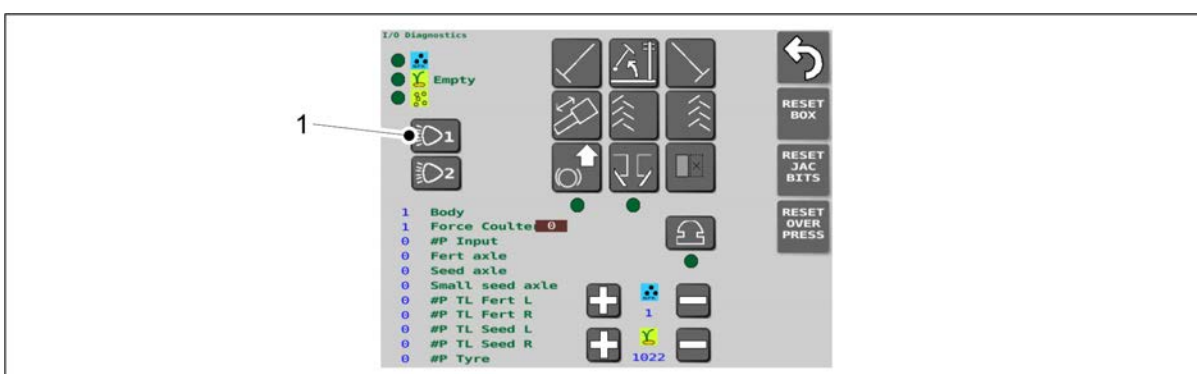 I/O Diagnostics
Empty
1
1
2
RESET
BOX
RESET
JAC
BITS
RESET
OVER
PRESS
1 Body
1 Force Coulte 0
0 #P Input
0 Fert axle
0 Seed axle
0 Small seed axle
0 #P TL Fert L
0 #P TL Fert R
0 #P TL Seed L
0 #P TL Seed R
0 #P Tyre
1
1022